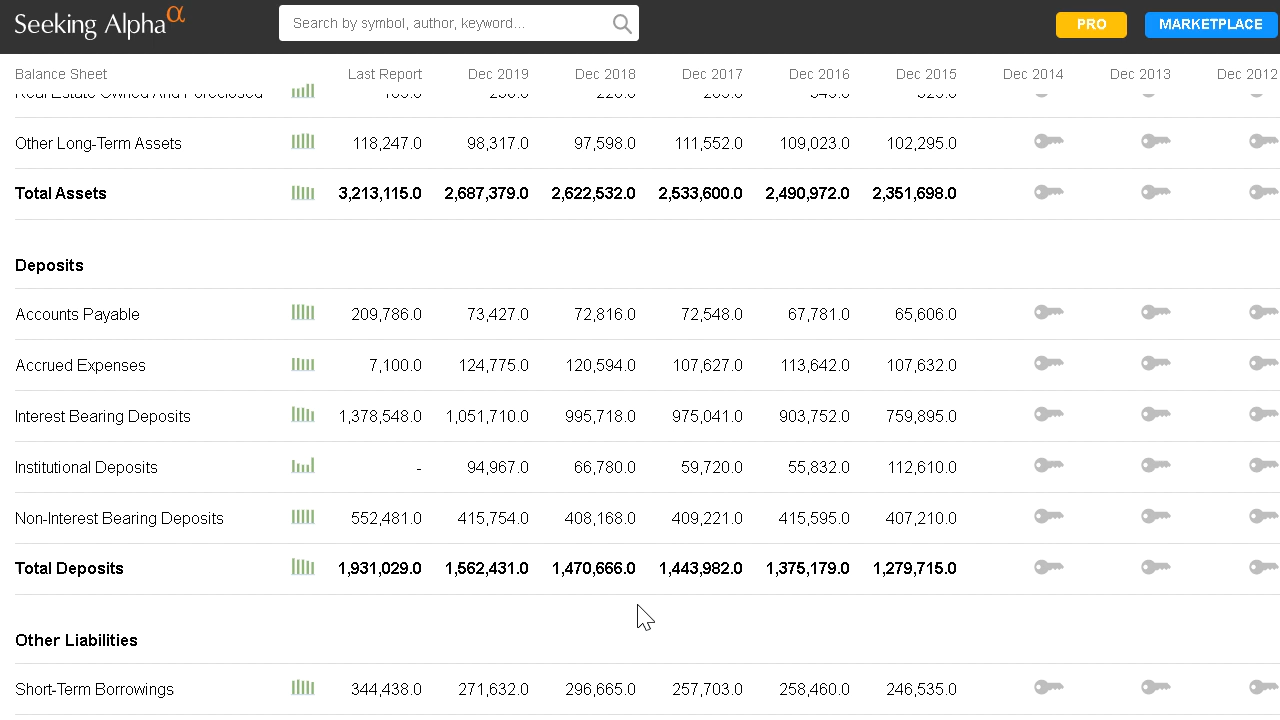 Seeking Alpha α
Search by symbol, author, keyword...
PRO
MARKETPLACE
Balance Sheet Last Report Dec 2019 Dec 2018 Dec 2017 Dec 2016 Dec 2015 Dec 2014 Dec 2013 Dec 2012
Real Estate Owned And Foreclosed
Other Long-Term Assets 118,247.0 98,317.0 97,598.0 111,552.0 109,023.0 102,295.0
Total Assets 3,213,115.0 2,687,379.0 2,622,532.0 2,533,600.0 2,490,972.0 2,351,698.0
Deposits
Accounts Payable 209,786.0 73,427.0 72,816.0 72,548.0 67,781.0 65,606.0
Accrued Expenses 7,100.0 124,775.0 120,594.0 107,627.0 113,642.0 107,632.0
Interest Bearing Deposits 1,378,548.0 1,051,710.0 995,718.0 975,041.0 903,752.0 759,895.0
Institutional Deposits - 94,967.0 66,780.0 59,720.0 55,832.0 112,610.0
Non-Interest Bearing Deposits 552,481.0 415,754.0 408,168.0 409,221.0 415,595.0 407,210.0
Total Deposits 1,931,029.0 1,562,431.0 1,470,666.0 1,443,982.0 1,375,179.0 1,279,715.0
Other Liabilities
Short-Term Borrowings 344,438.0 271,632.0 296,665.0 257,703.0 258,460.0 246,535.0